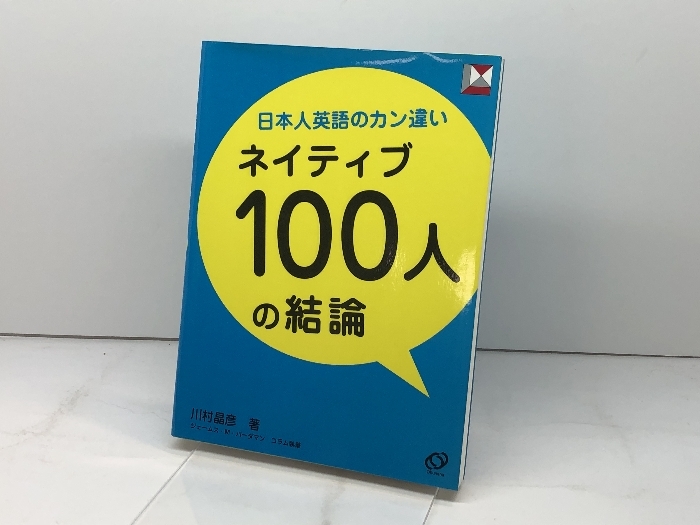 日本人英語のカン違い
ネイティブ
100人
の結論
川村晶彦 著